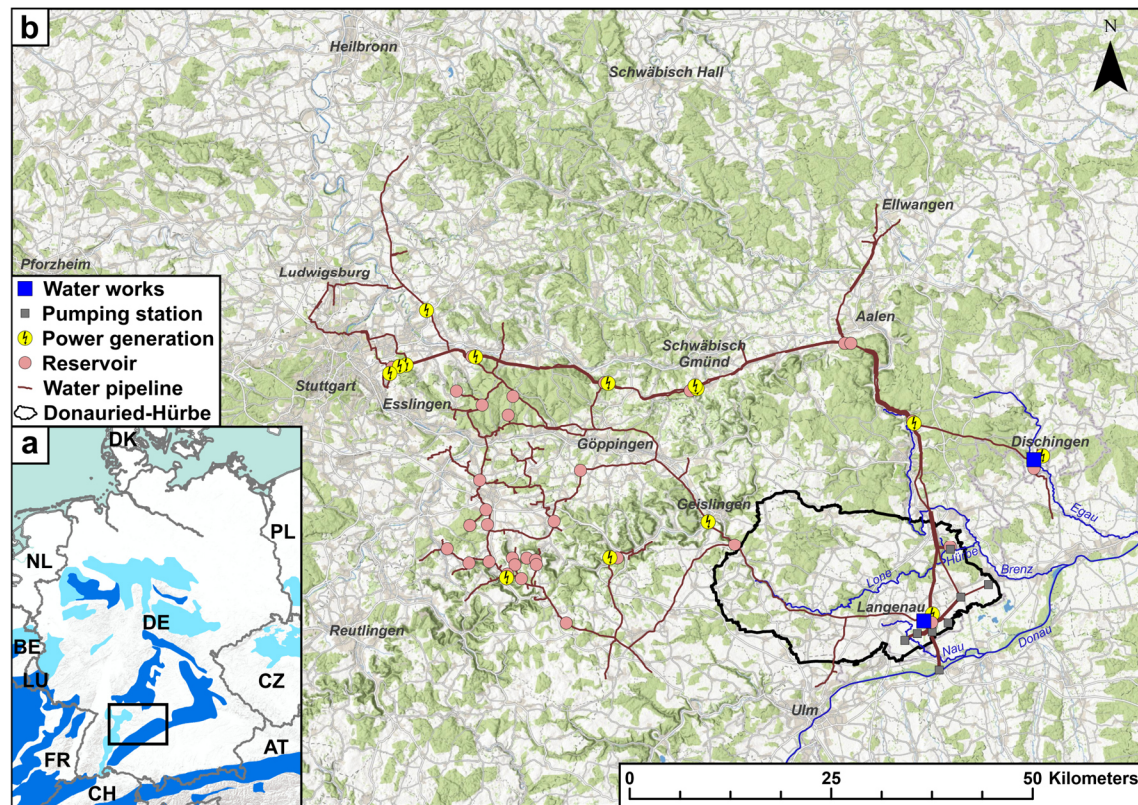 b
Heilbronn
Schwäbisch Hall
N
Ellwangen
Pforzheim
Ludwigsburg
Aalen
Schwäbisch
Gmünd
Stuttgart
Esslingen
Göppingen
Dischingen
Geislingen
Egau
Hürbe
Brenz
Lone
Langenau
Reutlingen
Nau
Donau
Ulm
Water works
Pumping station
Power generation
Reservoir
Water pipeline
Donauried-Hürbe
a
DK
PL
NL
DE
BE
LU
CZ
FR
AT
CH
0 25 50 Kilometers